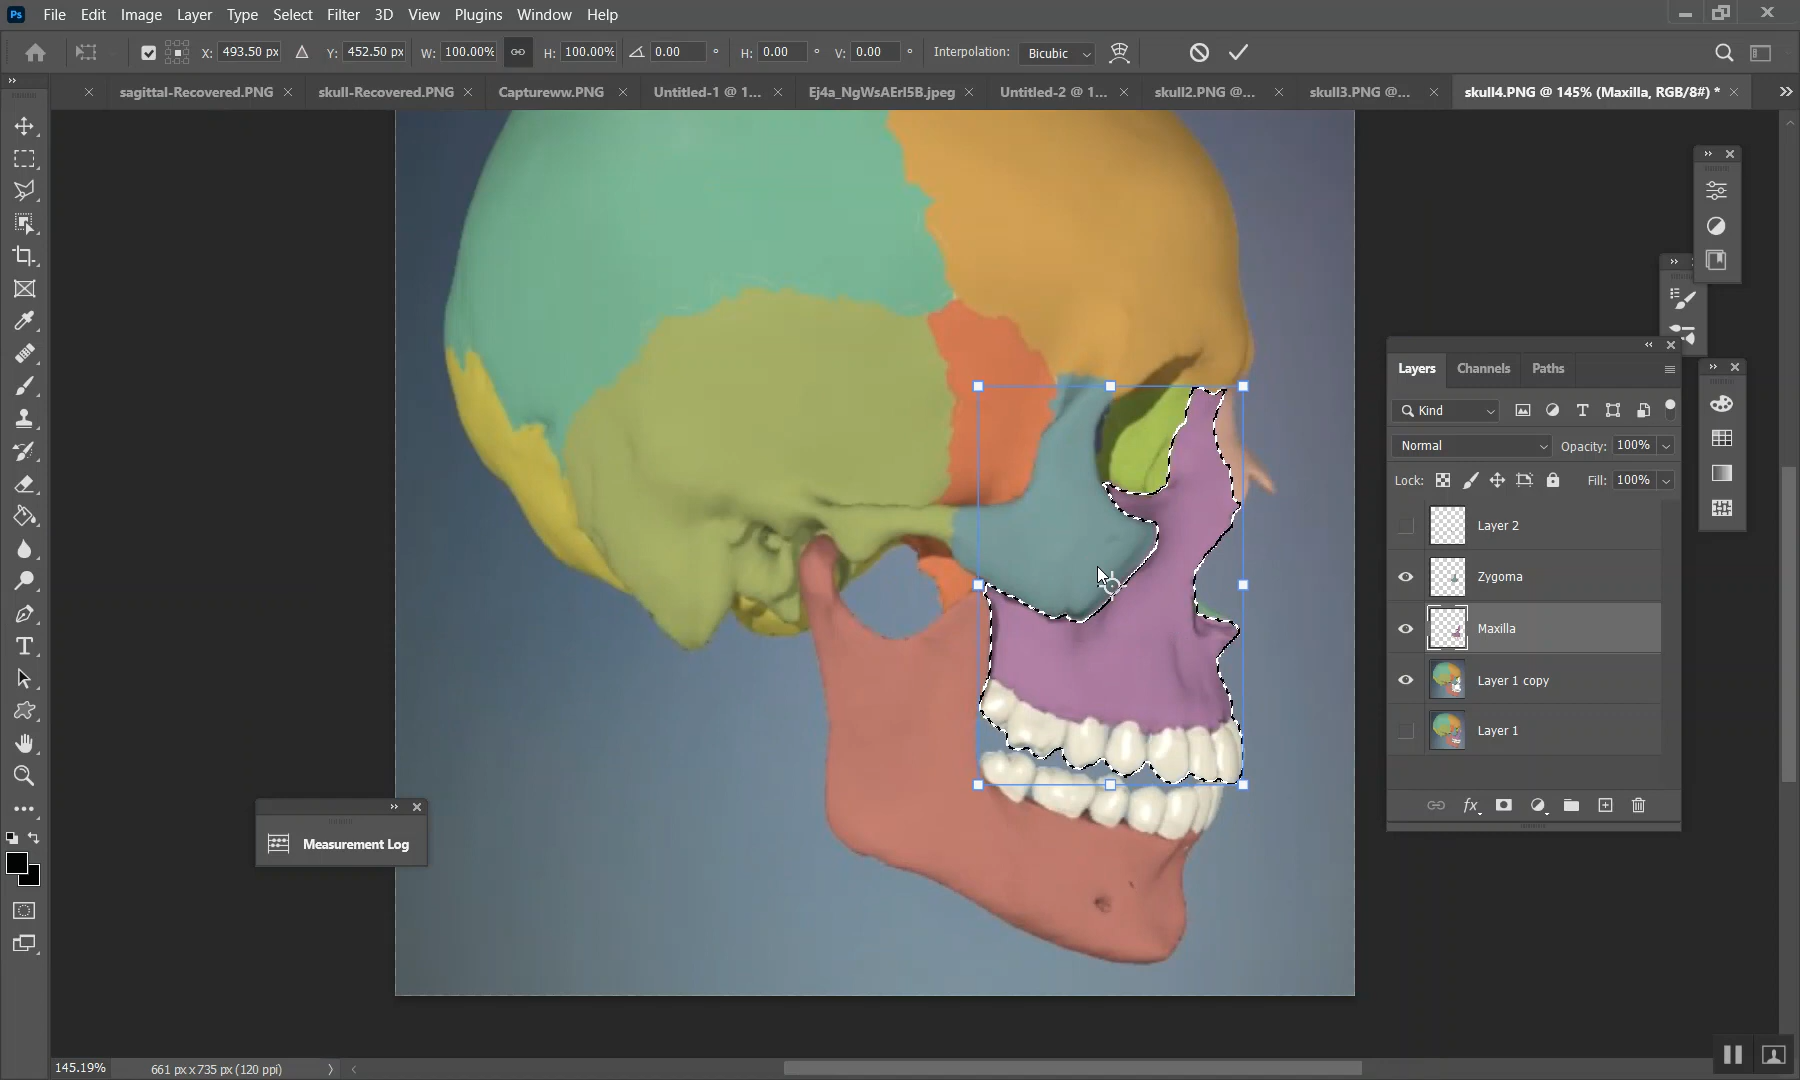 Ps File Edit Image Layer Type Select Filter 3D View Plugins Window Help
X: 493.50 px Y: 452.50 px W: 100.00% H: 100.00% 0.00 ° H: 0.00 ° V: 0.00 ° Interpolation: Bicubic
sagittal-Recovered.PNG skull-Recovered.PNG Captureww.PNG Untitled-1 @ 1... Ej4a_NgWsAErI5B.jpeg Untitled-2 @ 1... skull2.PNG @... skull3.PNG @... skull4.PNG @ 145% (Maxilla, RGB/8#) *
Layers Channels Paths
Kind
Normal Opacity: 100%
Lock: Fill: 100%
Layer 2
Zygoma
Maxilla
Layer 1 copy
Layer 1
fx
Measurement Log
145.19% 661 px x 735 px (120 ppi)